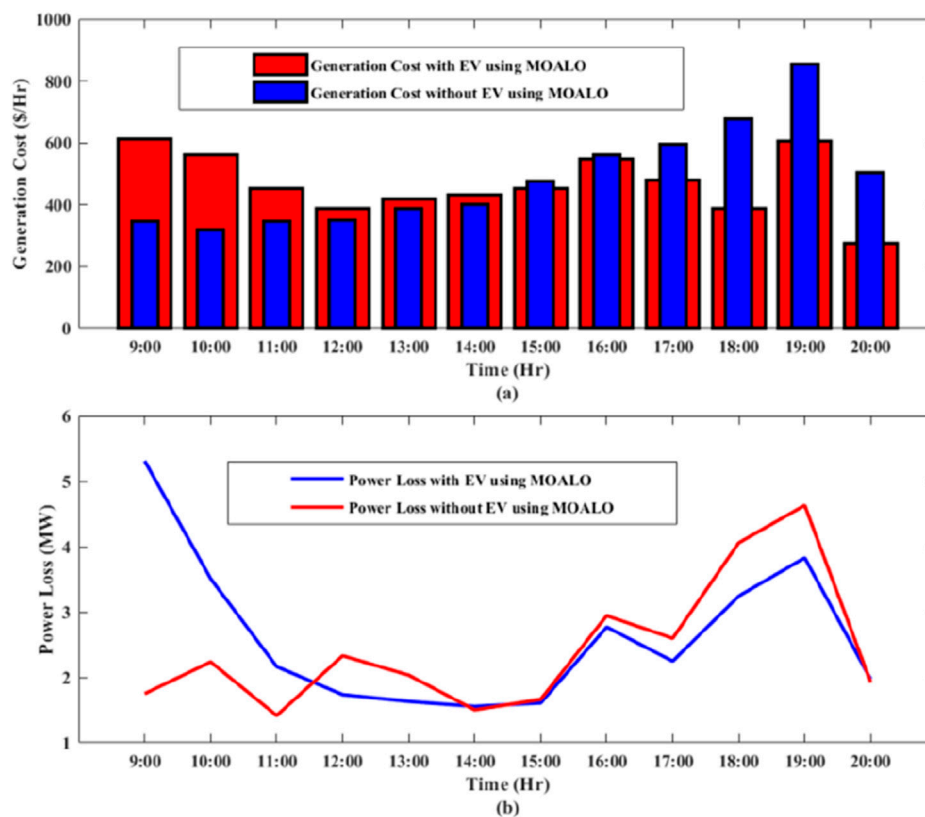 1000
800
600
400
200
0
Generation Cost ($/Hr)
Generation Cost with EV using MOALO
Generation Cost without EV using MOALO
9:00 10:00 11:00 12:00 13:00 14:00 15:00 16:00 17:00 18:00 19:00 20:00
Time (Hr)
(a)
6
5
4
3
2
1
Power Loss (MW)
Power Loss with EV using MOALO
Power Loss without EV using MOALO
9:00 10:00 11:00 12:00 13:00 14:00 15:00 16:00 17:00 18:00 19:00 20:00
Time (Hr)
(b)